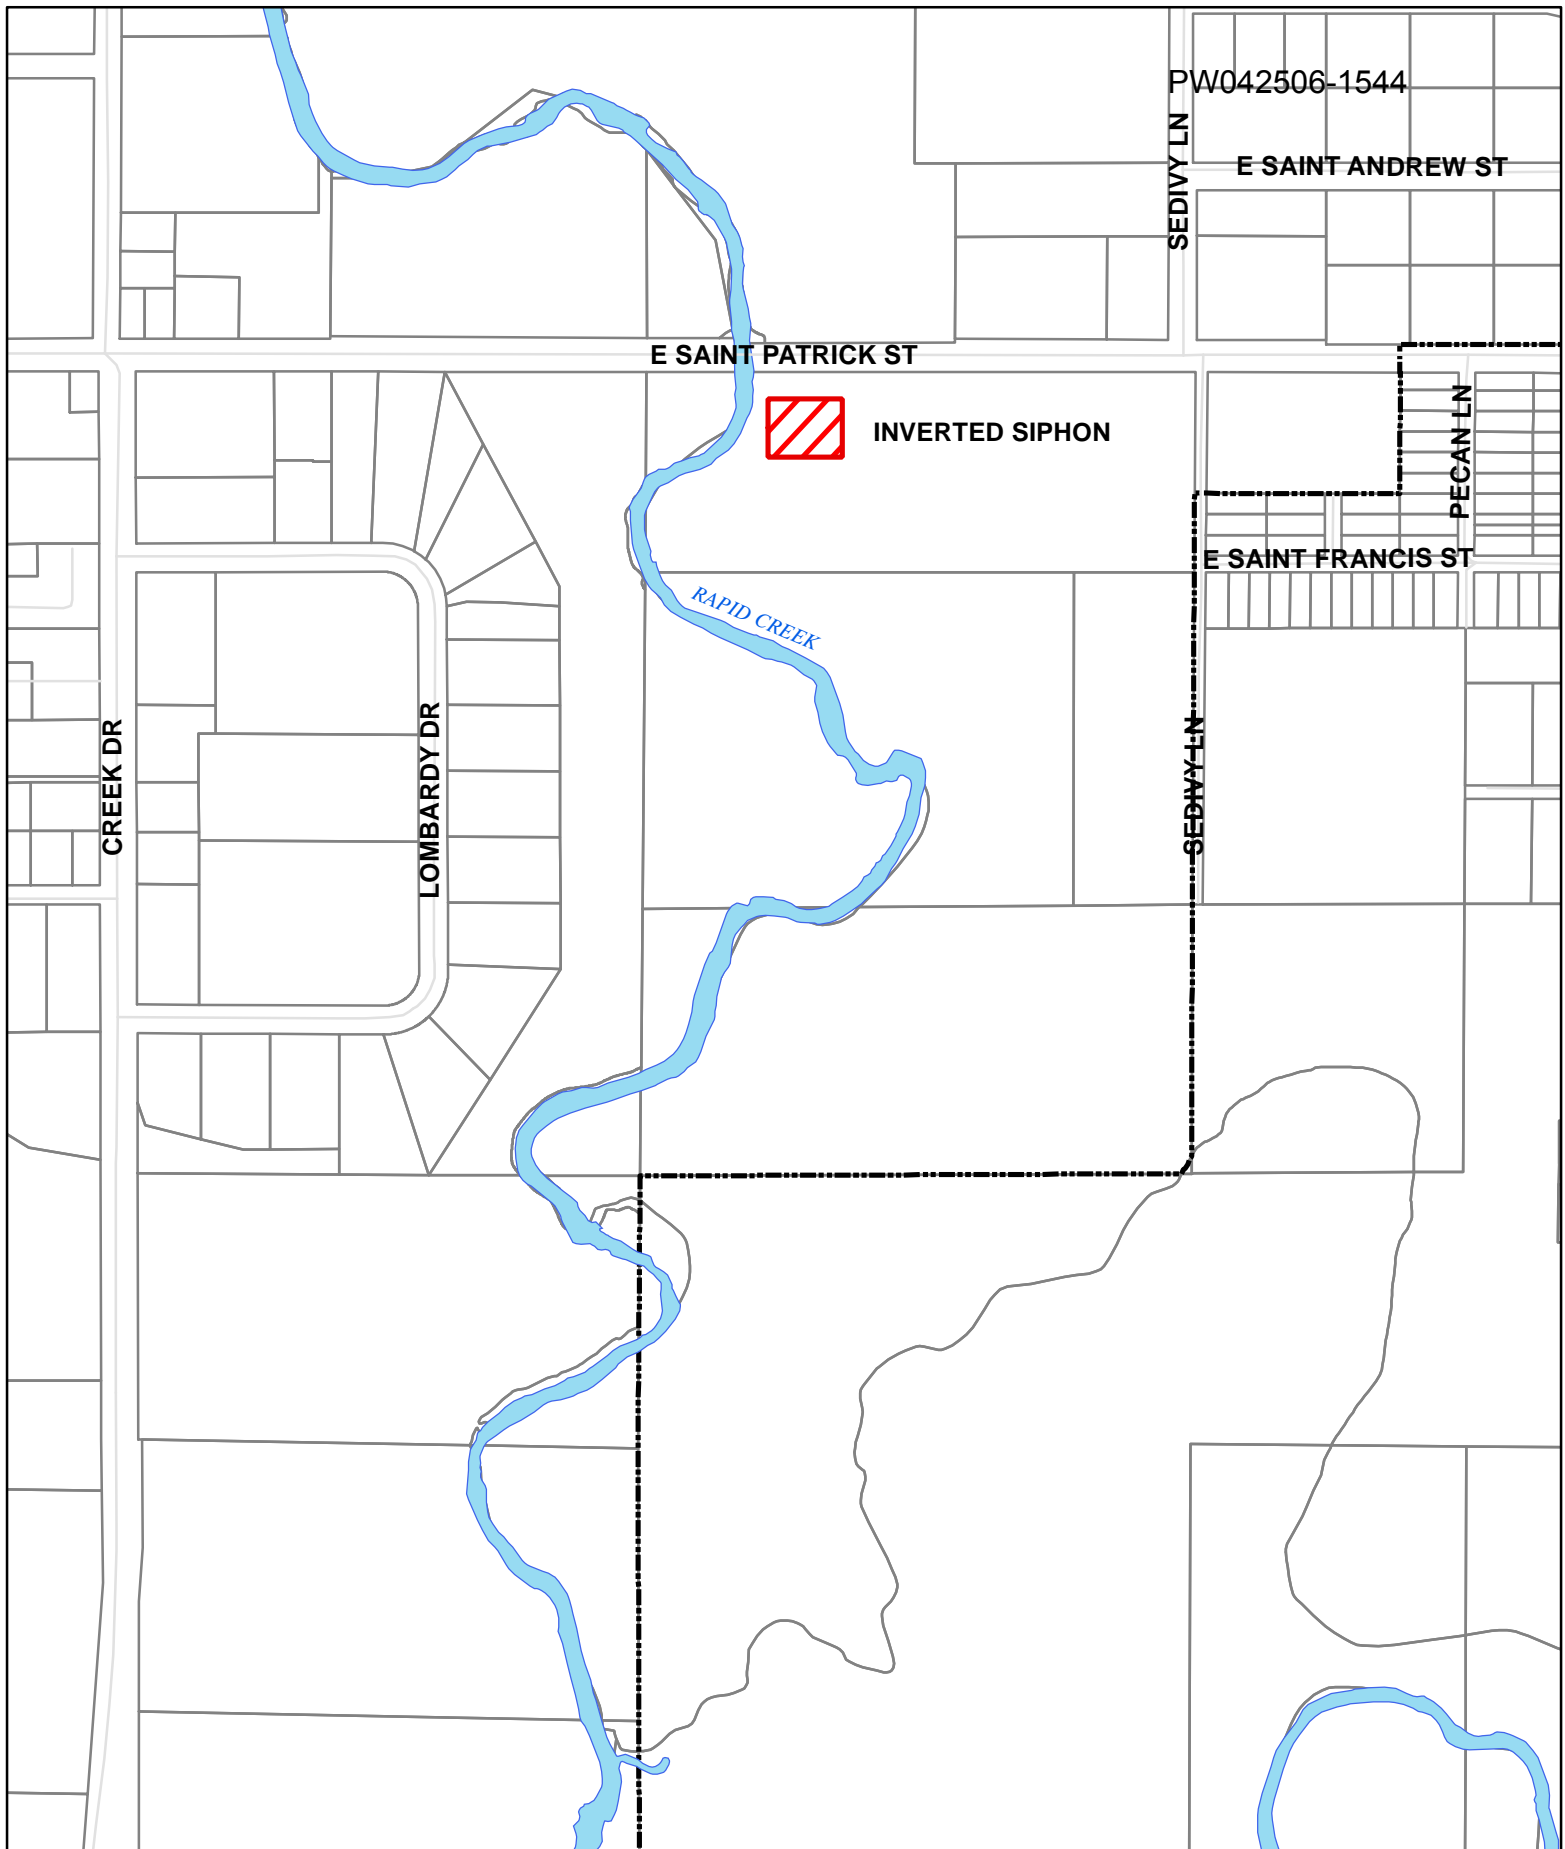 PW042506-1544
SEDIVY LN
E SAINT ANDREW ST
E SAINT PATRICK ST
INVERTED SIPHON
PECAN LN
E SAINT FRANCIS ST
RAPID CREEK
CREEK DR
LOMBARDY DR
SEDIVY LN